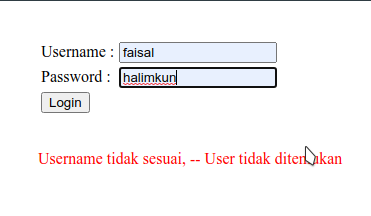 Username : faisal
Password : halimkun
Login
Username tidak sesuai, -- User tidak ditemukan